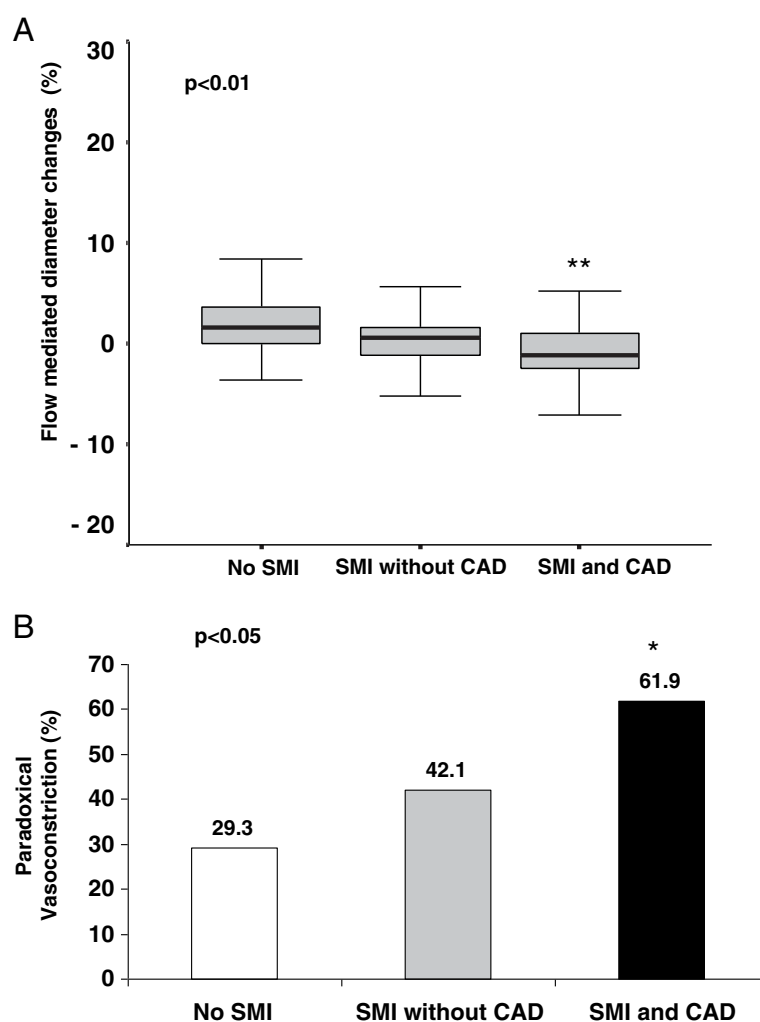 A
Flow mediated diameter changes (%)
30
20
10
0
- 10
- 20
p<0.01
**
No SMI SMI without CAD SMI and CAD
B
Paradoxical
Vasoconstriction (%)
p<0.05
70
60
50
40
30
20
10
0
29.3
42.1
*
61.9
No SMI SMI without CAD SMI and CAD